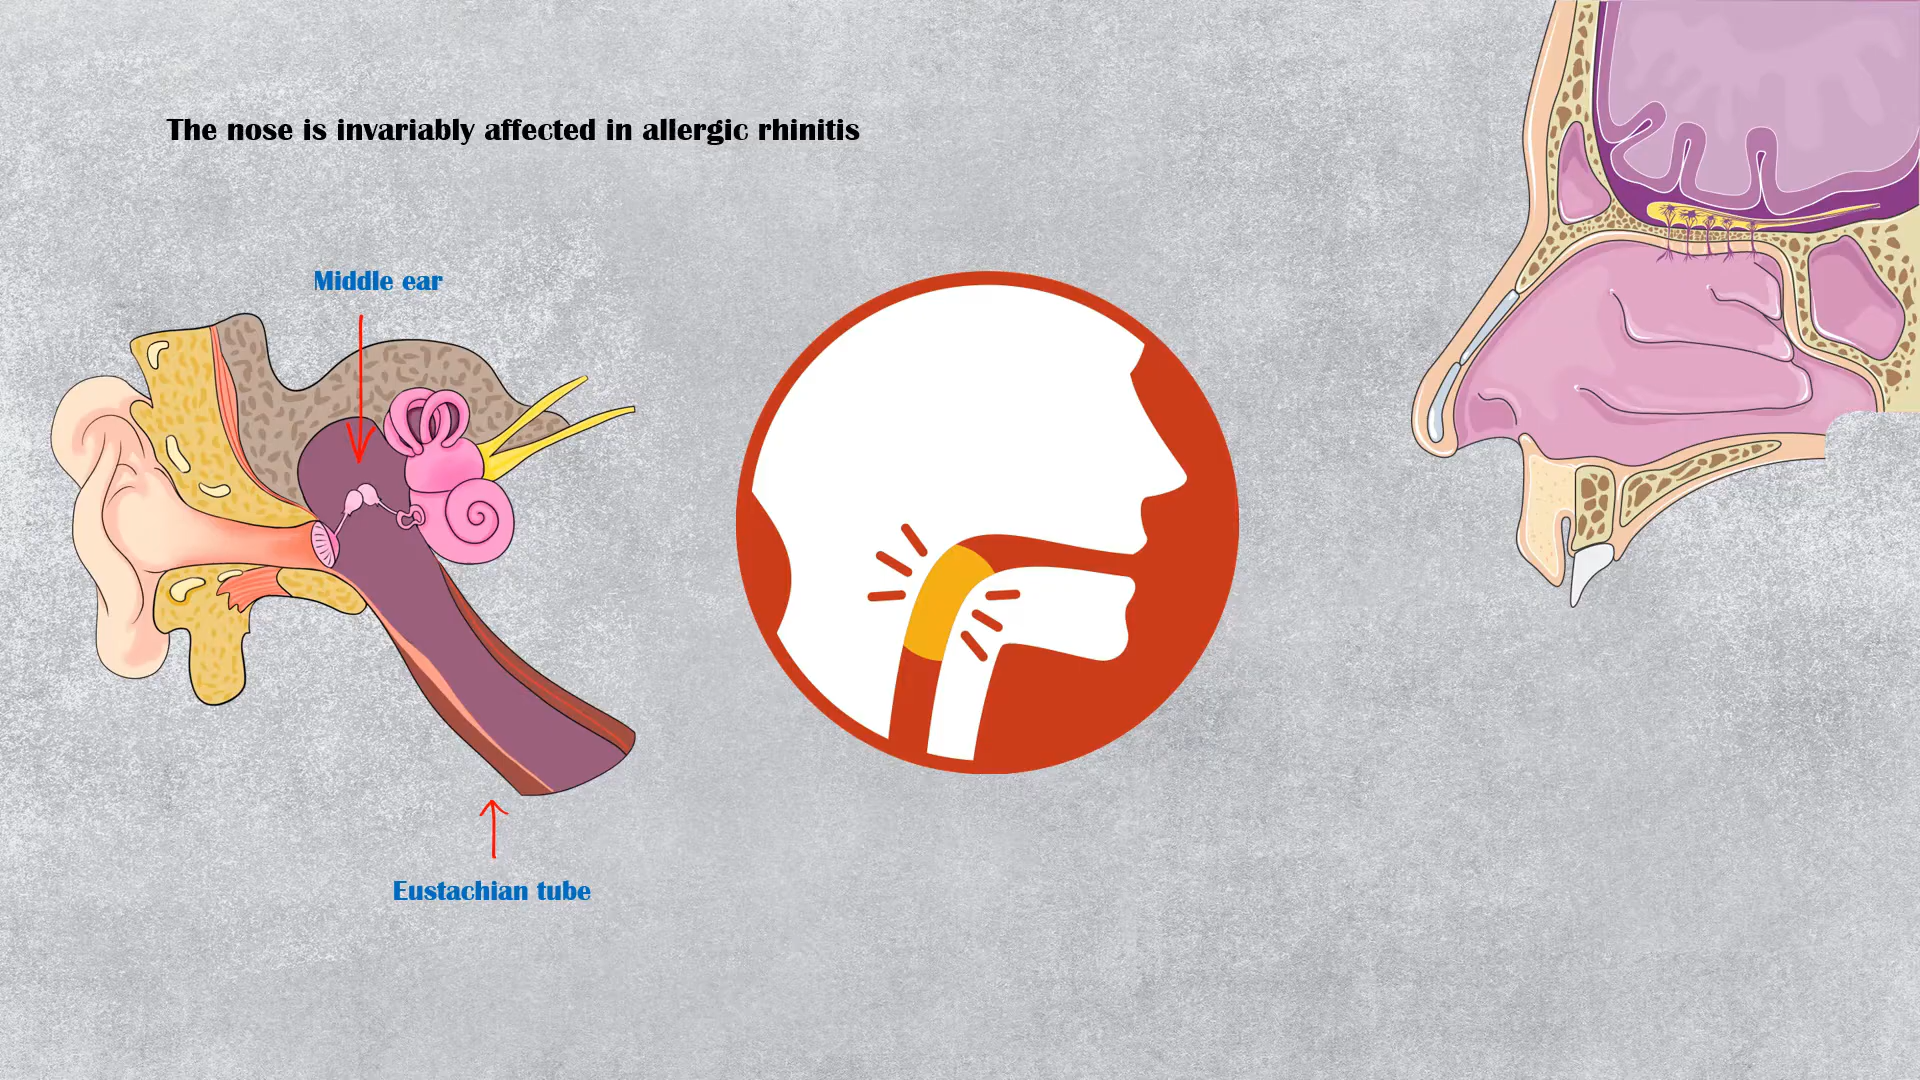 The nose is invariably affected in allergic rhinitis
Middle ear
Eustachian tube